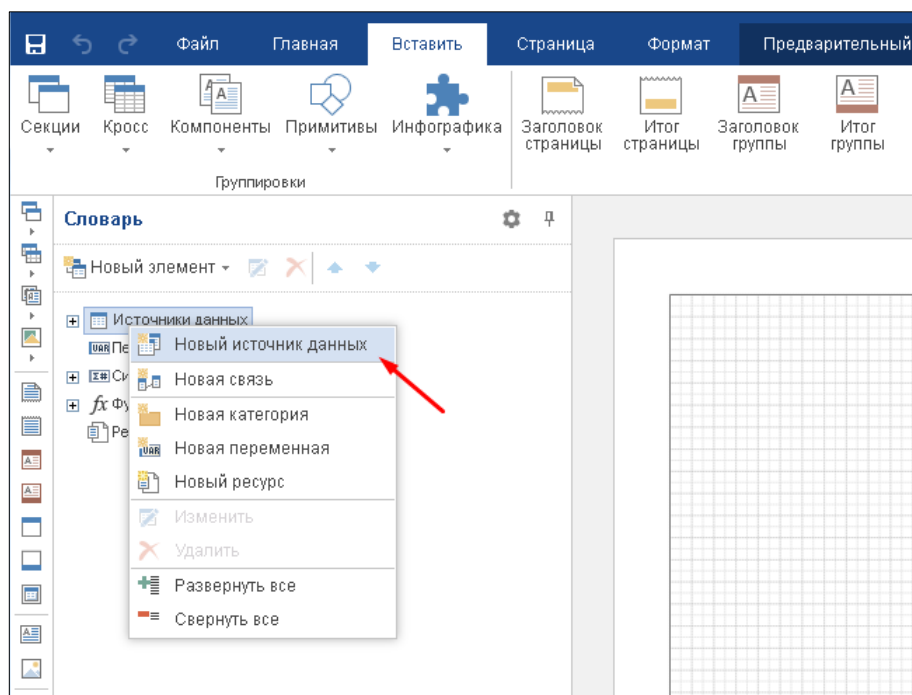 Файл Главная Вставить Страница Формат Предварительный
Секции Кросс Компоненты Примитивы Инфографика Заголовок страницы Итог страницы Заголовок группы Итог группы
Группировки
Словарь
Новый элемент
Источники данных
Новый источник данных
Новая связь
Новая категория
Новая переменная
Новый ресурс
Изменить
Удалить
Развернуть все
Свернуть все